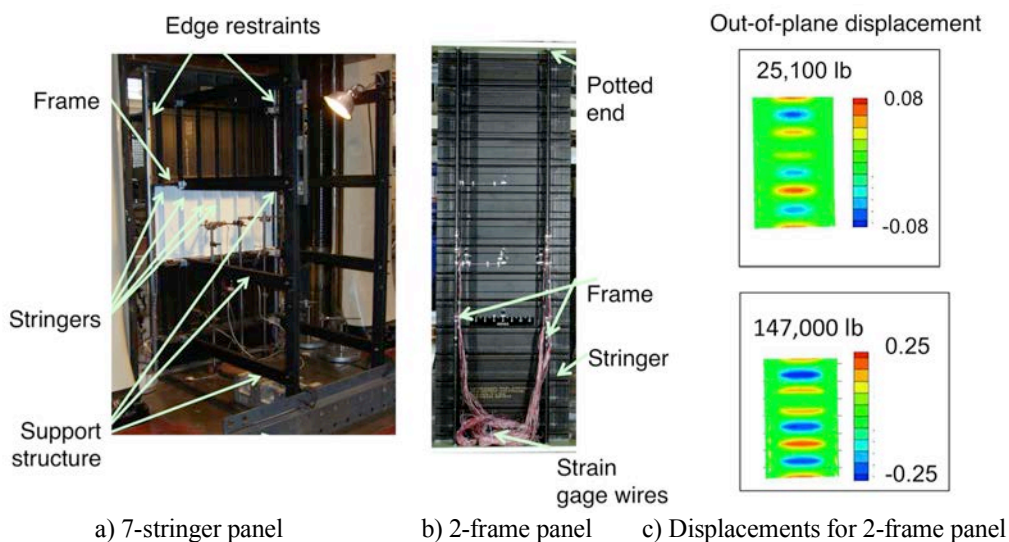 Edge restraints
Frame
Stringers
Support
structure
a) 7-stringer panel
Potted
end
Frame
Stringer
Strain
gage wires
b) 2-frame panel
Out-of-plane displacement
25,100 lb
0.08
-0.08
147,000 lb
0.25
-0.25
c) Displacements for 2-frame panel